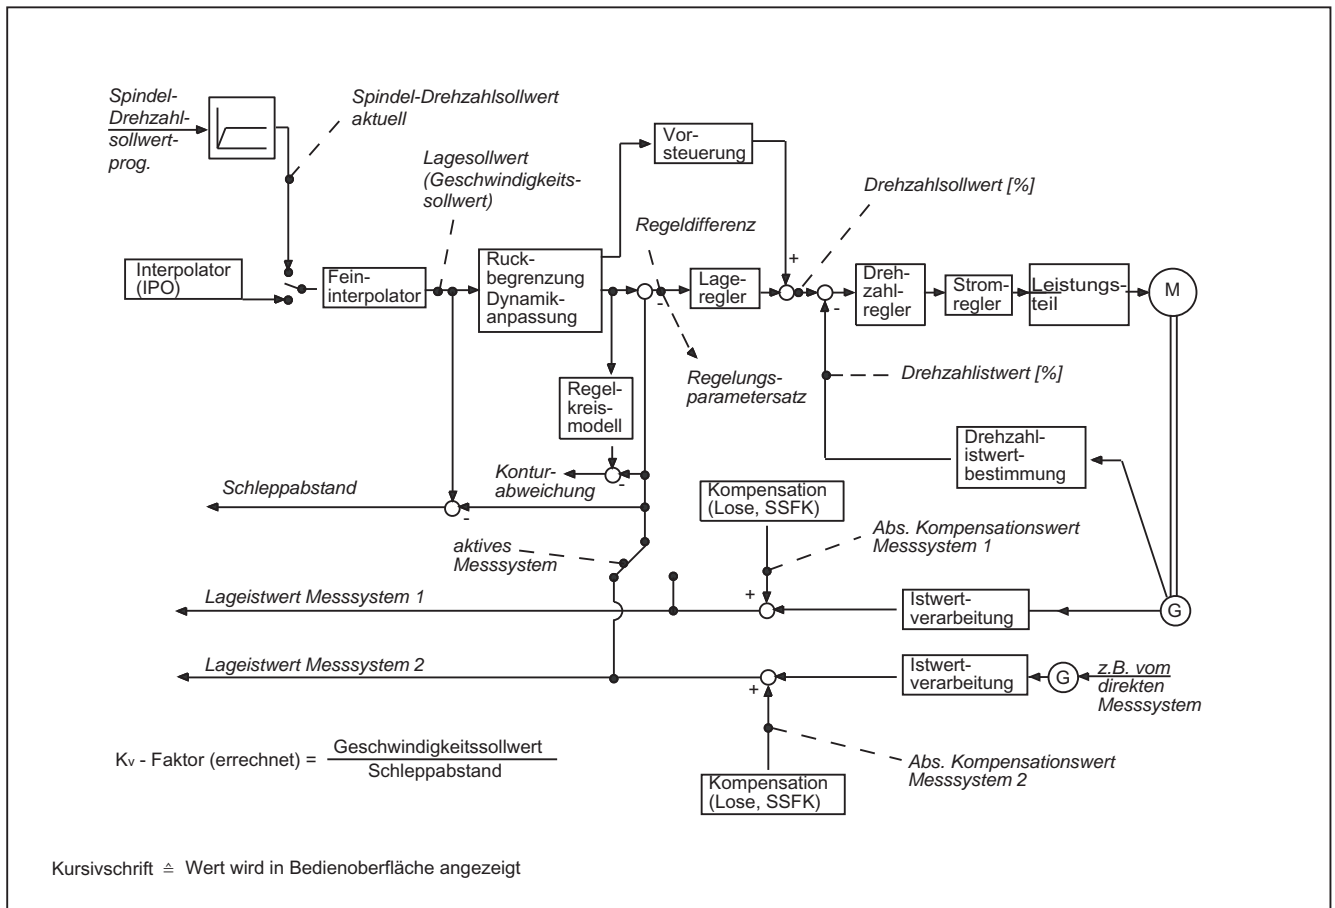 Spindel-
Drehzahl-
sollwert-
prog.
Spindel-Drehzahlsollwert
aktuell
Lagesollwert
(Geschwindigkeits-
sollwert)
Vor-
steuerung
Drehzahlsollwert [%]
Regeldifferenz
Interpolator
(IPO)
Fein-
interpolator
Ruck-
begrenzung
Dynamik-
anpassung
-
Lage-
regler
+
-
Dreh-
zahl-
regler
Strom-
regler
Leistungs-
teil
M
Regelungs-
parametersatz
Drehzahlistwert [%]
Regel-
kreis-
modell
Drehzahl-
istwert-
bestimmung
Kontur-
abweichung
-
Schleppabstand
-
Kompensation
(Lose, SSFK)
Abs. Kompensationswert
Messsystem 1
aktives
Messsystem
Lageistwert Messsystem 1
+
Istwert-
verarbeitung
G
Lageistwert Messsystem 2
+
Istwert-
verarbeitung
G
z.B. vom
direkten
Messsystem
Kv - Faktor (errechnet) =
Geschwindigkeitssollwert
Schleppabstand
Abs. Kompensationswert
Messsystem 2
Kompensation
(Lose, SSFK)
Kursivschrift ≙ Wert wird in Bedienoberfläche angezeigt